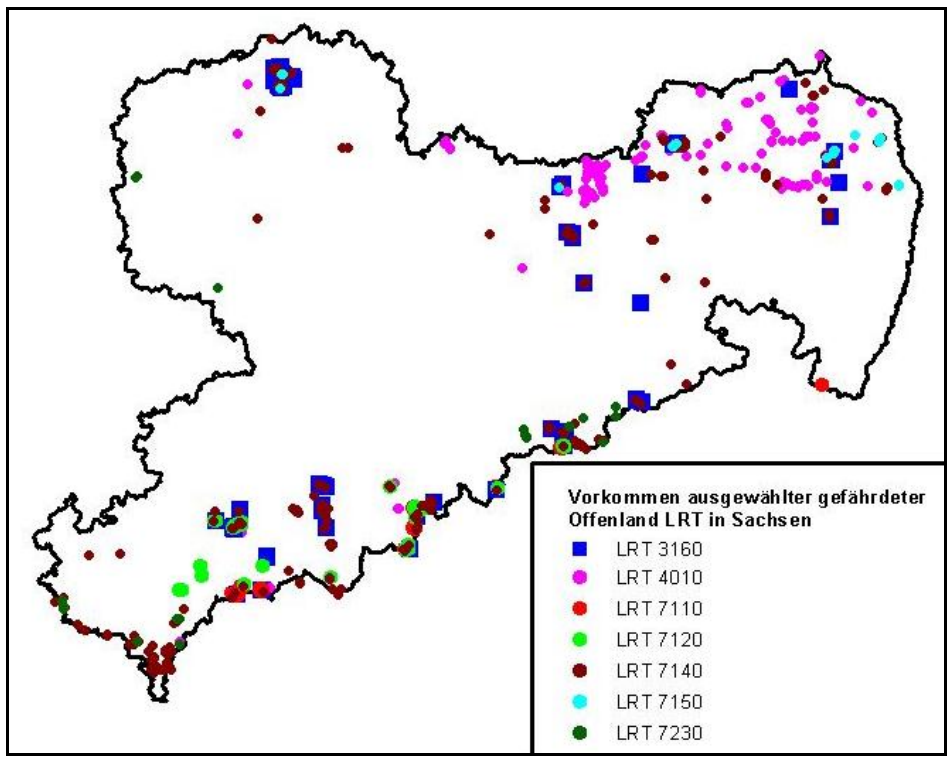 Vorkommen ausgewählter gefährdeter
Offenland LRT in Sachsen
LRT 3160
LRT 4010
LRT 7110
LRT 7120
LRT 7140
LRT 7150
LRT 7230